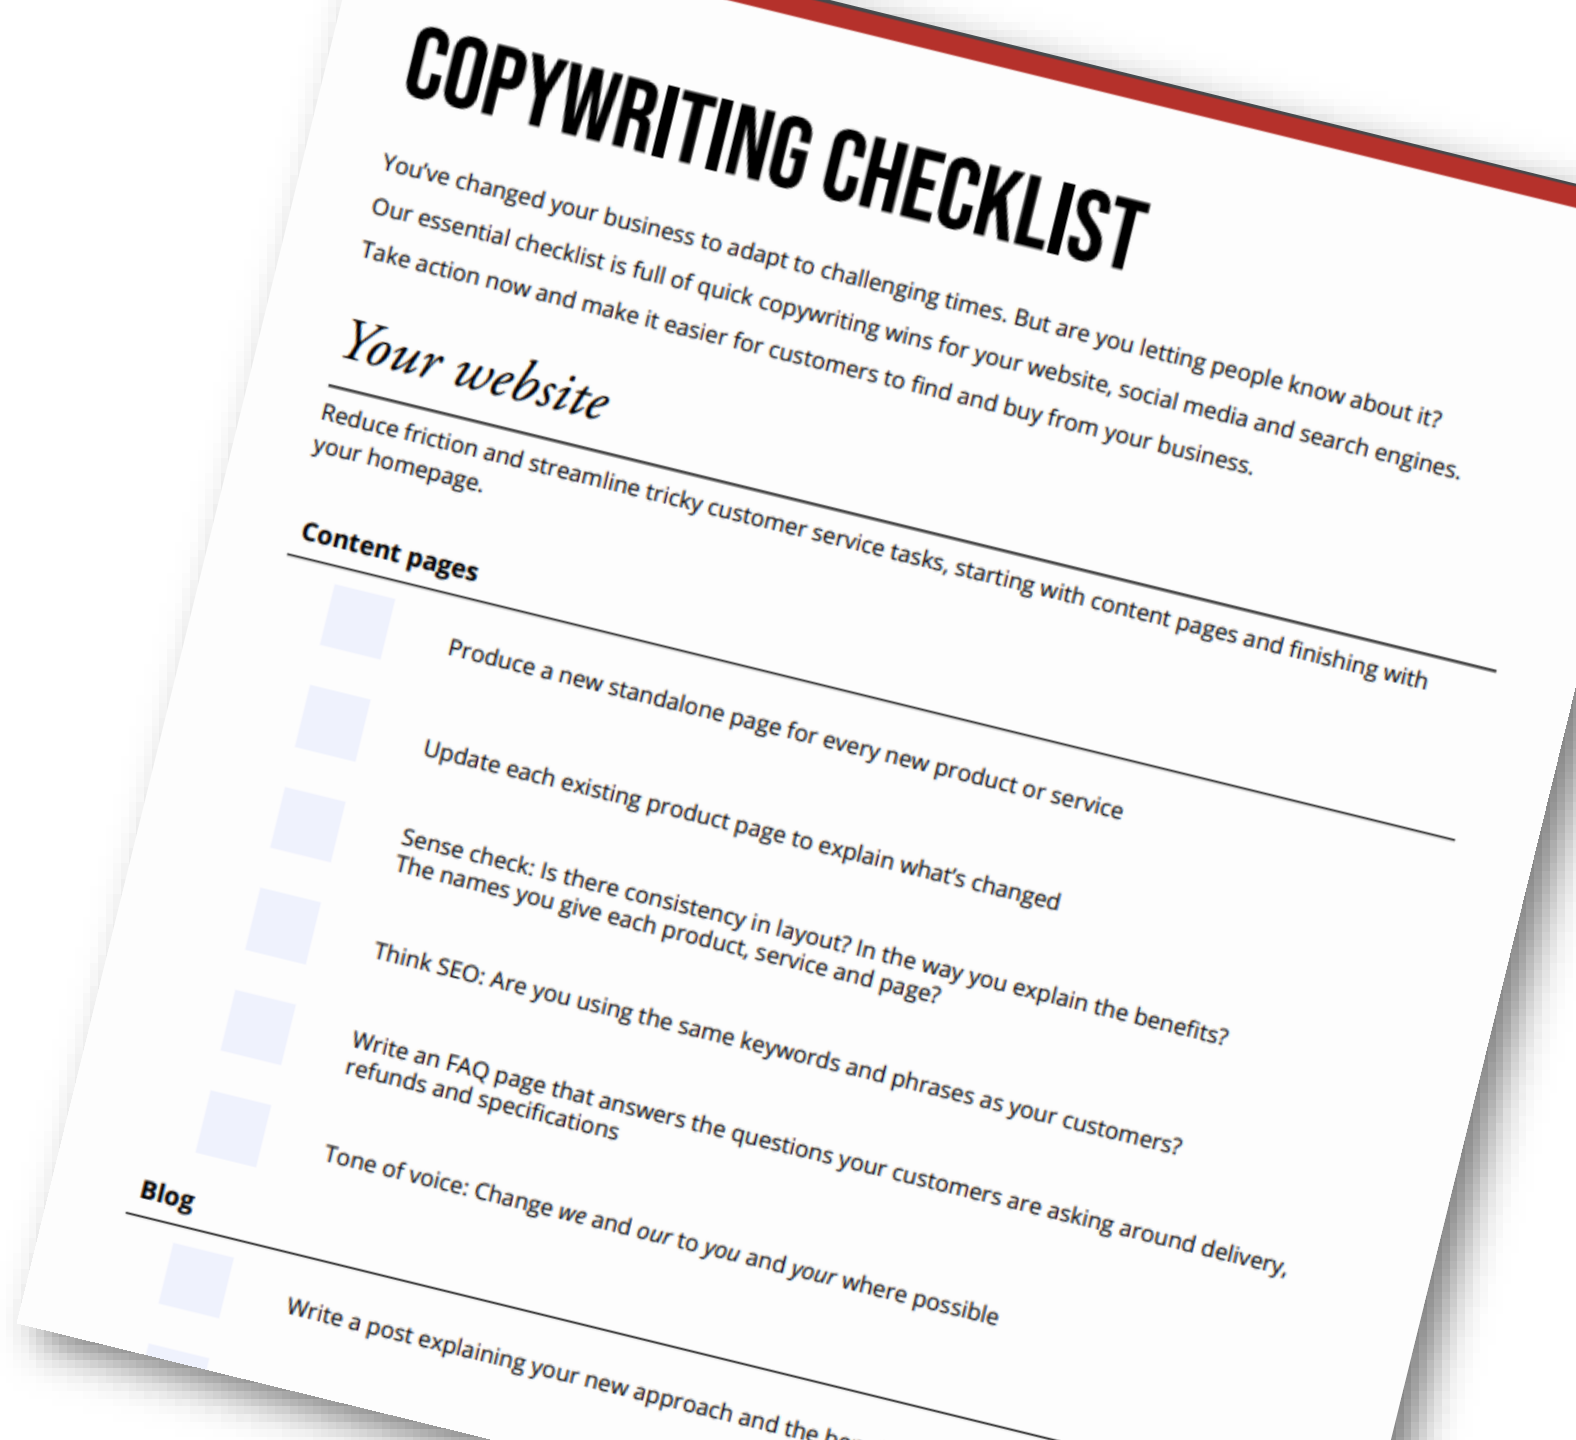 COPYWRITING CHECKLIST
You’ve changed your business to adapt to challenging times. But are you letting people know about it?
Our essential checklist is full of quick copywriting wins for your website, social media and search engines.
Take action now and make it easier for customers to find and buy from your business.
Your website
Reduce friction and streamline tricky customer service tasks, starting with content pages and finishing with
your homepage.
Content pages
Produce a new standalone page for every new product or service
Update each existing product page to explain what’s changed
Sense check: Is there consistency in layout? In the way you explain the benefits?
The names you give each product, service and page?
Think SEO: Are you using the same keywords and phrases as your customers?
Write an FAQ page that answers the questions your customers are asking around delivery,
refunds and specifications
Tone of voice: Change we and our to you and your where possible
Blog
Write a post explaining your new approach and the